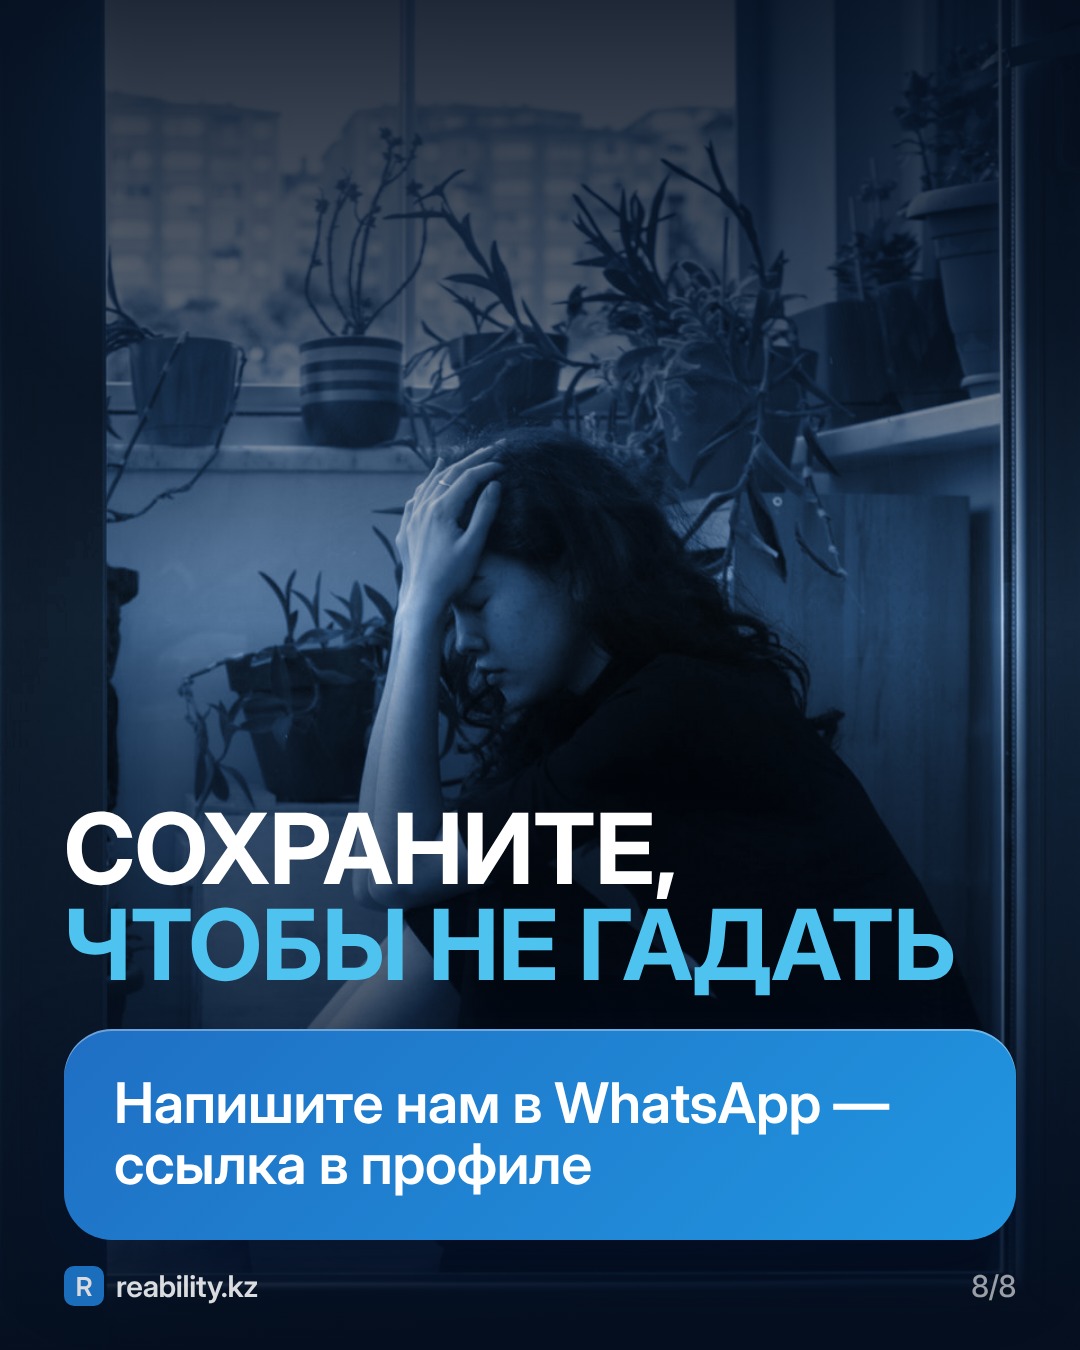 СОХРАНИТЕ,
ЧТОБЫ НЕ ГАДАТЬ
Напишите нам в WhatsApp —
ссылка в профиле
R reability.kz
8/8